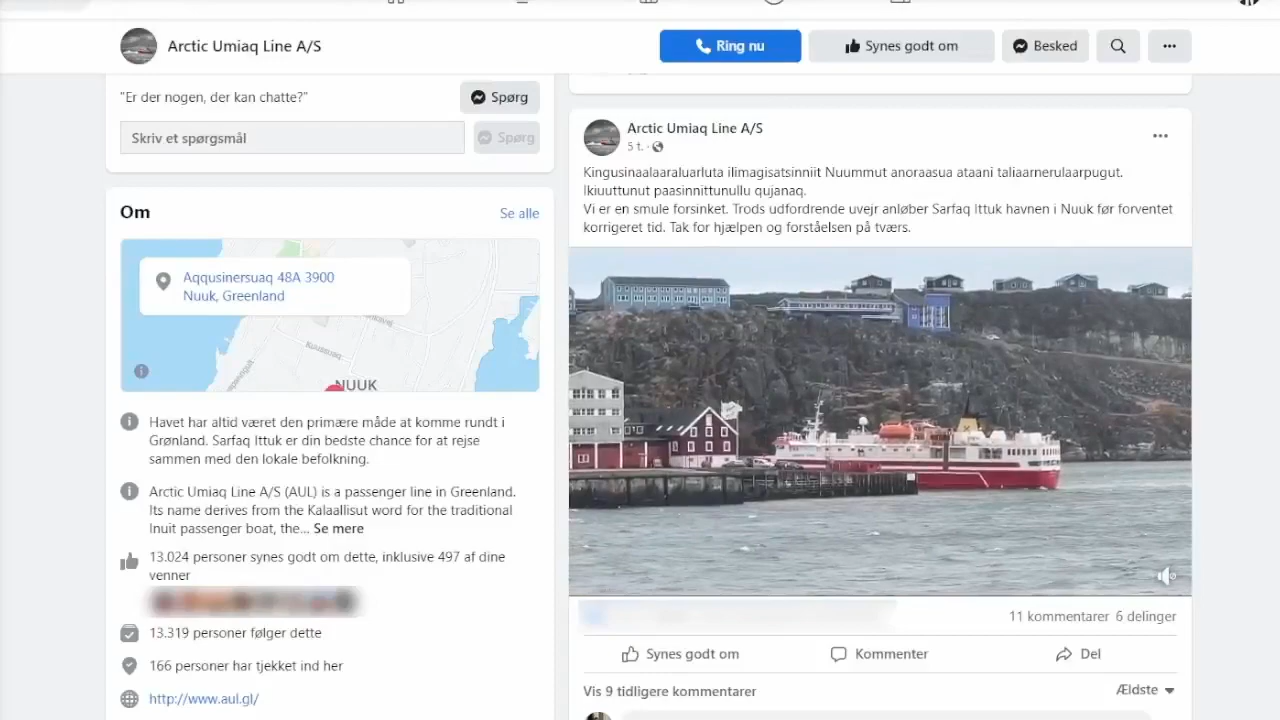 Arctic Umiaq Line A/S
Ring nu
Synes godt om
Besked
"Er der nogen, der kan chatte?"
Spørg
Skriv et spørgsmål
Spørg
Om
Se alle
Aqqusinersuaq 48A 3900
Nuuk, Greenland
NUUK
Havet har altid været den primære måde at komme rundt i
Grønland. Sarfaq Ittuk er din bedste chance for at rejse
sammen med den lokale befolkning.
Arctic Umiaq Line A/S (AUL) is a passenger line in Greenland.
Its name derives from the Kalaallisut word for the traditional
Inuit passenger boat, the... Se mere
13.024 personer synes godt om dette, inklusive 497 af dine
venner
13.319 personer følger dette
166 personer har tjekket ind her
http://www.aul.gl/
Arctic Umiaq Line A/S
5 t.
Kingusinaalaaraluarluta ilimagisatsinniit Nuummut anoraasua ataani taliaarnerulaarpugut.
Ikiuuttunut paasinnittunullu qujanaq.
Vi er en smule forsinket. Trods udfordrende uvejr anløber Sarfaq Ittuk havnen i Nuuk før forventet
korrigeret tid. Tak for hjælpen og forståelsen på tværs.
11 kommentarer 6 delinger
Synes godt om
Kommenter
Del
Vis 9 tidligere kommentarer
Ældste